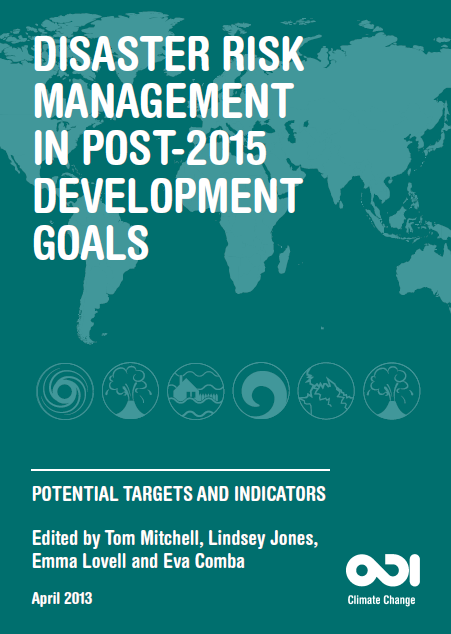 DISASTER RISK
MANAGEMENT
IN POST-2015
DEVELOPMENT
GOALS
POTENTIAL TARGETS AND INDICATORS
Edited by Tom Mitchell, Lindsey Jones,
Emma Lovell and Eva Comba
April 2013
ODI
Climate Change